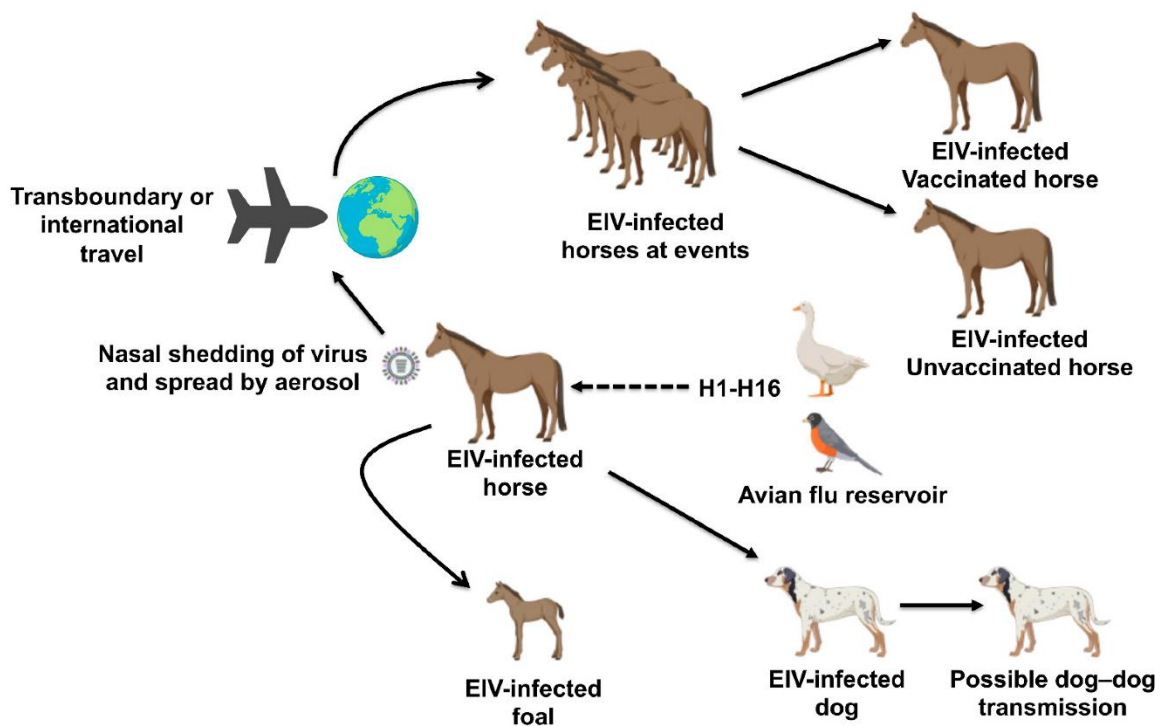 Transboundary or
international
travel
EIV-infected
horses at events
EIV-infected
Vaccinated horse
EIV-infected
Unvaccinated horse
Nasal shedding of virus
and spread by aerosol
H1-H16
EIV-infected
horse
Avian flu reservoir
EIV-infected
foal
EIV-infected
dog
Possible dog–dog
transmission